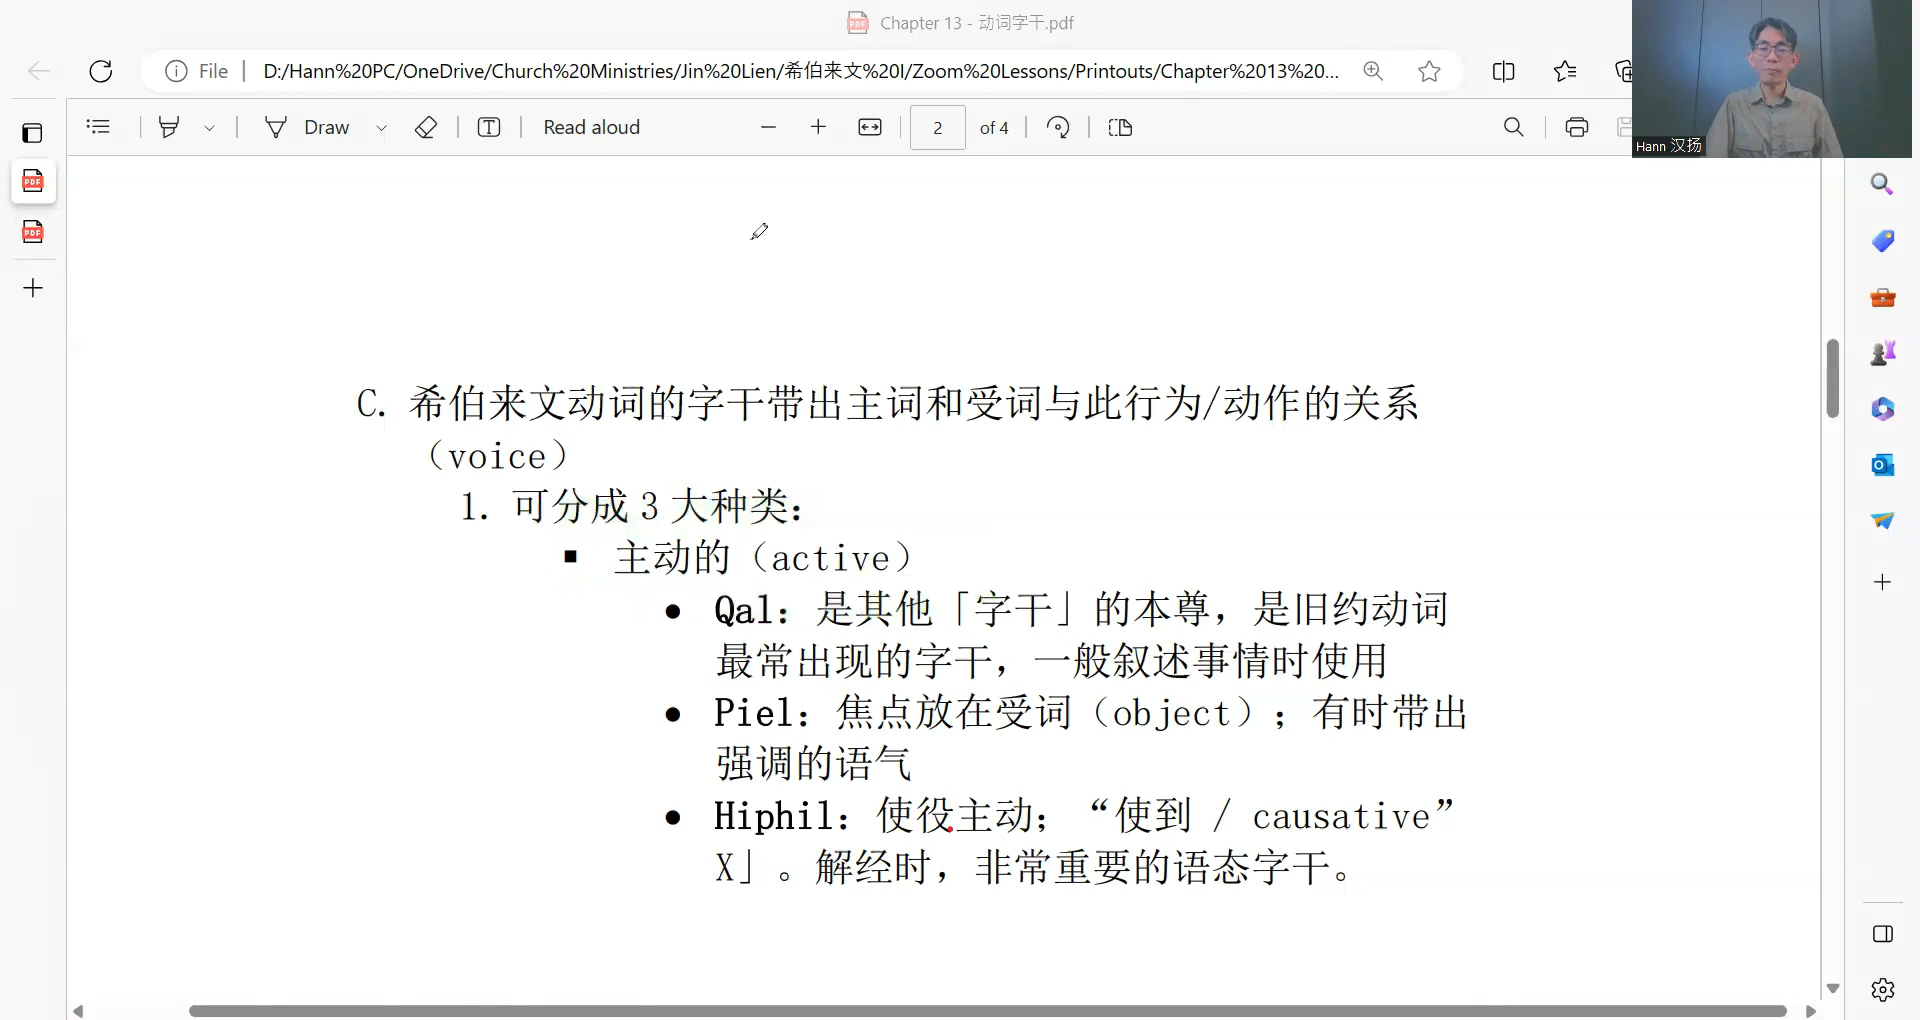 Chapter 13 - 动词字干.pdf
File
D:/Hann%20PC/OneDrive/Church%20Ministries/Jin%20Lien/希伯来文%20I/Zoom%20Lessons/Printouts/Chapter%2013%20...
Hann 汉扬
Draw
Read aloud
2 of 4
C. 希伯来文动词的字干带出主词和受词与此行为/动作的关系
（voice）
1. 可分成 3 大种类：
▪ 主动的（active）
● Qal：是其他「字干」的本尊，是旧约动词
最常出现的字干，一般叙述事情时使用
● Piel：焦点放在受词（object）；有时带出
强调的语气
● Hiphil：使役主动；“使到 / causative”
X」。解经时，非常重要的语态字干。